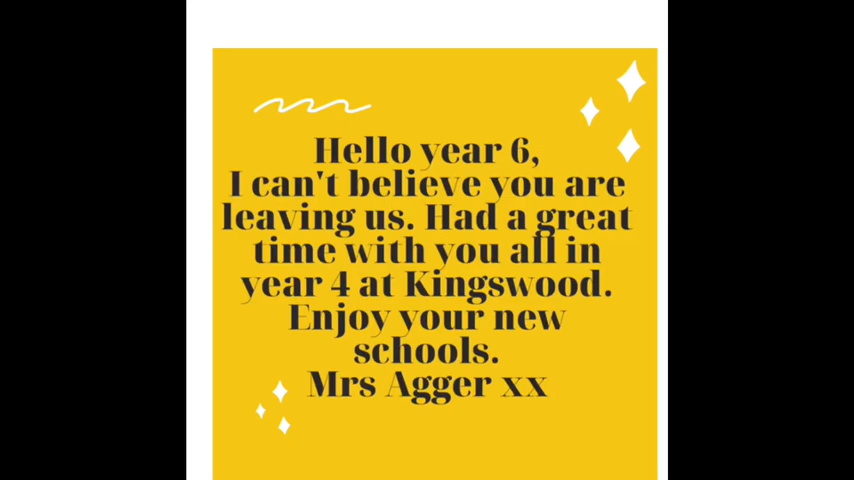 Hello year 6,
I can't believe you are
leaving us. Had a great
time with you all in
year 4 at Kingswood.
Enjoy your new
schools.
Mrs Agger xx